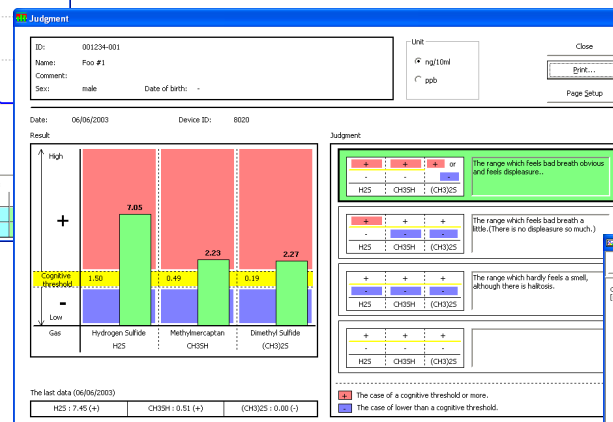 Judgment
ID: 001234-001
Name: Foo #1
Comment:
Sex: male Date of birth: -
Unit
ng/10ml
ppb
Close
Print...
Page Setup
Date: 06/06/2003 Device ID: 8020
Result
High
+
Cognitive threshold
-
Low
7.05
2.23
2.27
1.50 0.49 0.19
Gas Hydrogen Sulfide Methylmercaptan Dimethyl Sulfide
H2S CH3SH (CH3)2S
The last data (06/06/2003)
H2S : 7.45 (+) CH3SH : 0.51 (+) (CH3)2S : 0.00 (-)
Judgment
+ + + or
- - -
H2S CH3SH (CH3)2S
The range which feels bad breath obvious
and feels displeasure..
+ + +
- - -
H2S CH3SH (CH3)2S
The range which feels bad breath a
little.(There is no displeasure so much.)
+ + +
- - -
H2S CH3SH (CH3)2S
The range which hardly feels a smell,
although there is halitosis.
+ + +
- - -
H2S CH3SH (CH3)2S
+ The case of a cognitive threshold or more.
- The case of lower than a cognitive threshold.